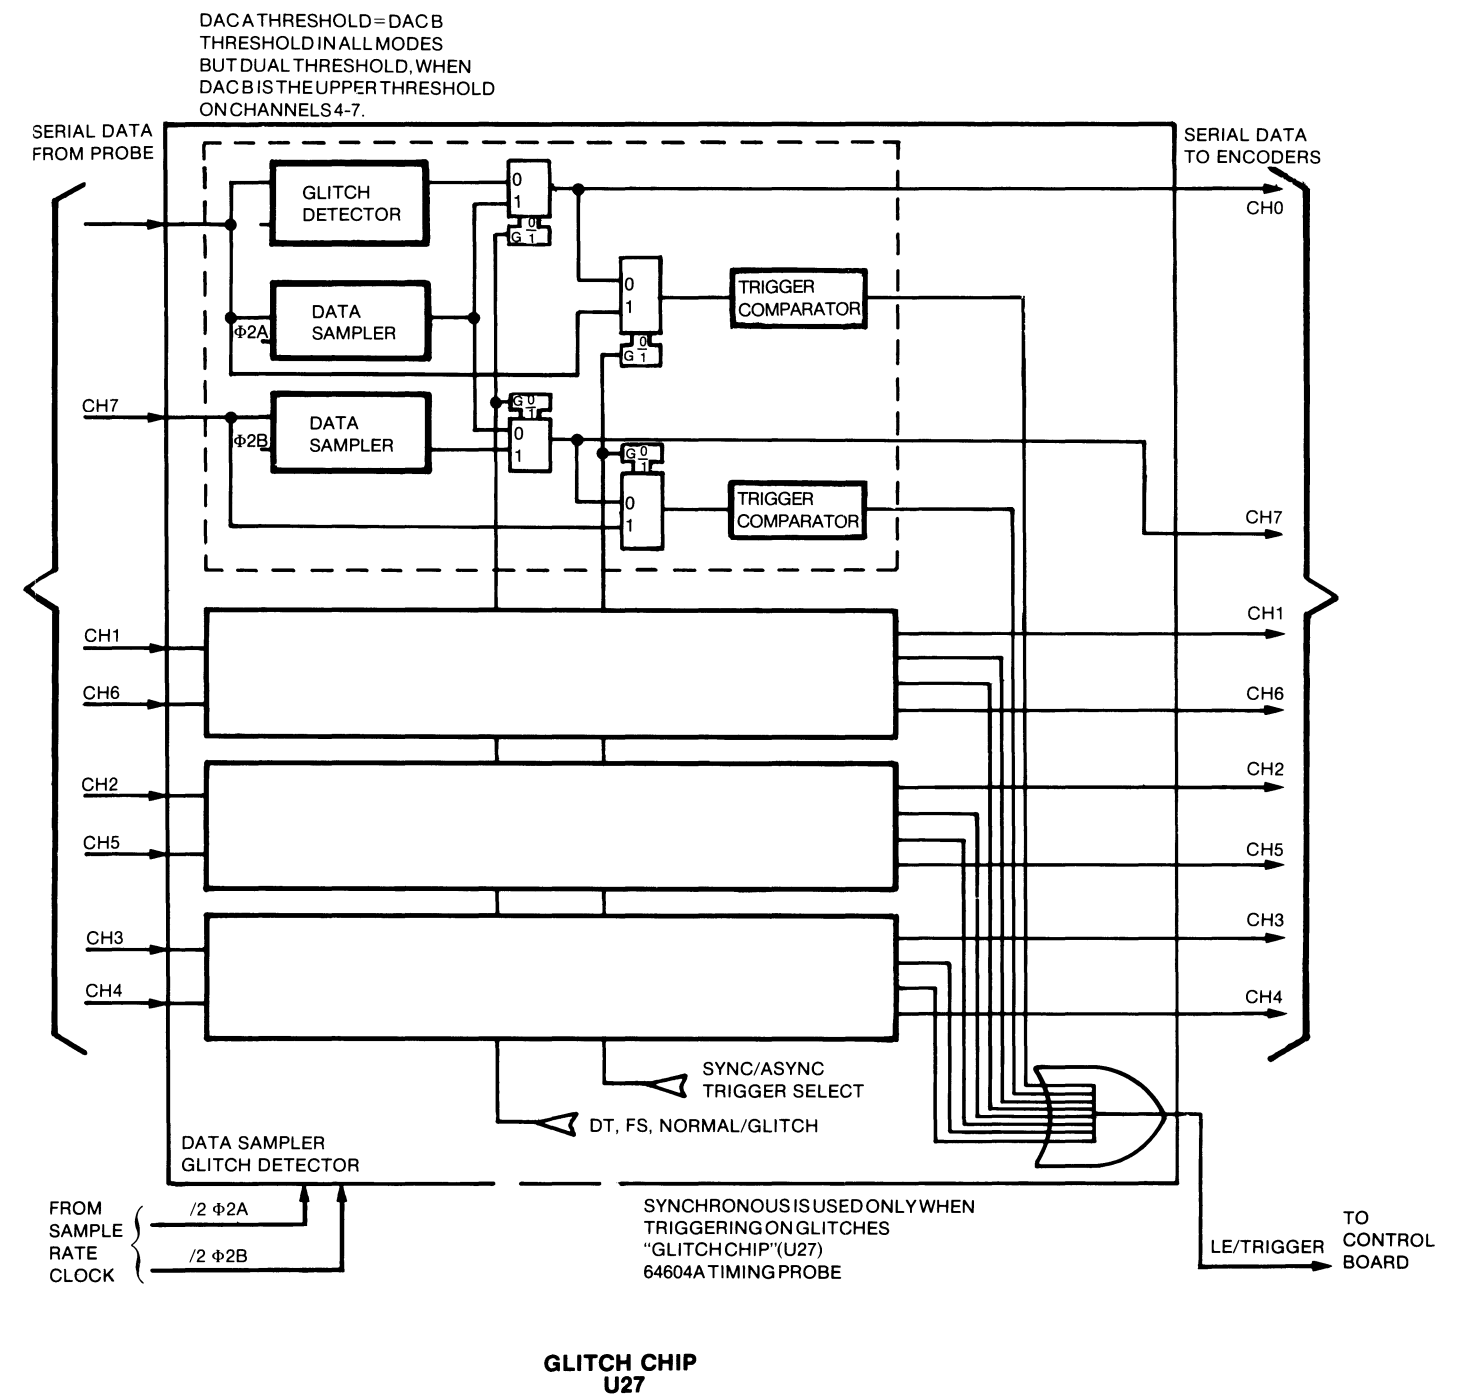 DAC A THRESHOLD = DAC B
THRESHOLD IN ALL MODES
BUT DUAL THRESHOLD, WHEN
DAC B IS THE UPPER THRESHOLD
ON CHANNELS 4-7.
SERIAL DATA
FROM PROBE
SERIAL DATA
TO ENCODERS
GLITCH
DETECTOR
0
1
G 0/1
CH0
DATA
SAMPLER
Φ2A
0
1
G 0/1
TRIGGER
COMPARATOR
CH7
DATA
SAMPLER
Φ2B
G 0/1
0
1
G 0/1
0
1
TRIGGER
COMPARATOR
CH7
CH1
CH6
CH1
CH6
CH2
CH5
CH2
CH5
CH3
CH4
CH3
CH4
SYNC/ASYNC
TRIGGER SELECT
DT, FS, NORMAL/GLITCH
DATA SAMPLER
GLITCH DETECTOR
FROM
SAMPLE
RATE
CLOCK
/2 Φ2A
/2 Φ2B
SYNCHRONOUS IS USED ONLY WHEN
TRIGGERING ON GLITCHES
"GLITCH CHIP" (U27)
64604A TIMING PROBE
LE/TRIGGER
TO
CONTROL
BOARD
GLITCH CHIP
U27